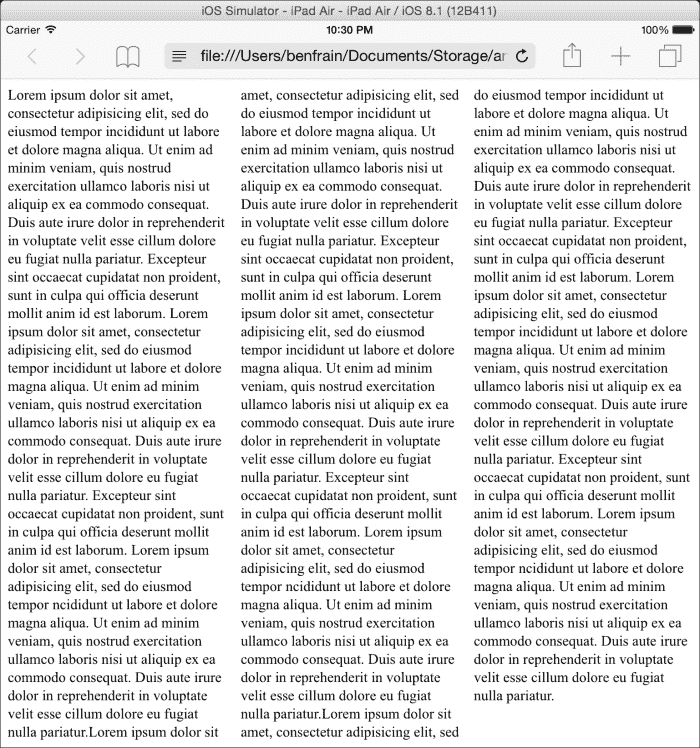 iOS Simulator - iPad Air - iPad Air / iOS 8.1 (12B411)
Carrier 10:30 PM 100%
file:///Users/benfrain/Documents/Storage/ar
Lorem ipsum dolor sit amet,
consectetur adipisicing elit, sed do
eiusmod tempor incididunt ut labore
et dolore magna aliqua. Ut enim ad
minim veniam, quis nostrud
exercitation ullamco laboris nisi ut
aliquip ex ea commodo consequat.
Duis aute irure dolor in reprehenderit
in voluptate velit esse cillum dolore
eu fugiat nulla pariatur. Excepteur
sint occaecat cupidatat non proident,
sunt in culpa qui officia deserunt
mollit anim id est laborum. Lorem
ipsum dolor sit amet, consectetur
adipisicing elit, sed do eiusmod
tempor incididunt ut labore et dolore
magna aliqua. Ut enim ad minim
veniam, quis nostrud exercitation
ullamco laboris nisi ut aliquip ex ea
commodo consequat. Duis aute irure
dolor in reprehenderit in voluptate
velit esse cillum dolore eu fugiat
nulla pariatur. Excepteur sint
occaecat cupidatat non proident, sunt
in culpa qui officia deserunt mollit
anim id est laborum. Lorem ipsum
dolor sit amet, consectetur
adipisicing elit, sed do eiusmod
tempor ncididunt ut labore et dolore
magna aliqua. Ut enim ad minim
veniam, quis nostrud exercitation
ullamco laboris nisi ut aliquip ex ea
commodo consequat. Duis aute irure
dolor in reprehenderit in voluptate
velit esse cillum dolore eu fugiat
nulla pariatur.Lorem ipsum dolor sit
amet, consectetur adipisicing elit, sed
do eiusmod tempor incididunt ut
labore et dolore magna aliqua. Ut
enim ad minim veniam, quis nostrud
exercitation ullamco laboris nisi ut
aliquip ex ea commodo consequat.
Duis aute irure dolor in reprehenderit
in voluptate velit esse cillum dolore
eu fugiat nulla pariatur. Excepteur
sint occaecat cupidatat non proident,
sunt in culpa qui officia deserunt
mollit anim id est laborum. Lorem
ipsum dolor sit amet, consectetur
adipisicing elit, sed do eiusmod
tempor incididunt ut labore et dolore
magna aliqua. Ut enim ad minim
veniam, quis nostrud exercitation
ullamco laboris nisi ut aliquip ex ea
commodo consequat. Duis aute irure
dolor in reprehenderit in voluptate
velit esse cillum dolore eu fugiat
nulla pariatur. Excepteur sint
occaecat cupidatat non proident, sunt
in culpa qui officia deserunt mollit
anim id est laborum. Lorem ipsum
dolor sit amet, consectetur
adipisicing elit, sed do eiusmod
tempor ncididunt ut labore et dolore
magna aliqua. Ut enim ad minim
veniam, quis nostrud exercitation
ullamco laboris nisi ut aliquip ex ea
commodo consequat. Duis aute irure
dolor in reprehenderit in voluptate
velit esse cillum dolore eu fugiat
nulla pariatur.Lorem ipsum dolor sit
amet, consectetur adipisicing elit, sed
do eiusmod tempor incididunt ut
labore et dolore magna aliqua. Ut
enim ad minim veniam, quis nostrud
exercitation ullamco laboris nisi ut
aliquip ex ea commodo consequat.
Duis aute irure dolor in reprehenderit
in voluptate velit esse cillum dolore
eu fugiat nulla pariatur. Excepteur
sint occaecat cupidatat non proident,
sunt in culpa qui officia deserunt
mollit anim id est laborum. Lorem
ipsum dolor sit amet, consectetur
adipisicing elit, sed do eiusmod
tempor incididunt ut labore et dolore
magna aliqua. Ut enim ad minim
veniam, quis nostrud exercitation
ullamco laboris nisi ut aliquip ex ea
commodo consequat. Duis aute irure
dolor in reprehenderit in voluptate
velit esse cillum dolore eu fugiat
nulla pariatur. Excepteur sint
occaecat cupidatat non proident, sunt
in culpa qui officia deserunt mollit
anim id est laborum. Lorem ipsum
dolor sit amet, consectetur
adipisicing elit, sed do eiusmod
tempor ncididunt ut labore et dolore
magna aliqua. Ut enim ad minim
veniam, quis nostrud exercitation
ullamco laboris nisi ut aliquip ex ea
commodo consequat. Duis aute irure
dolor in reprehenderit in voluptate
velit esse cillum dolore eu fugiat
nulla pariatur.